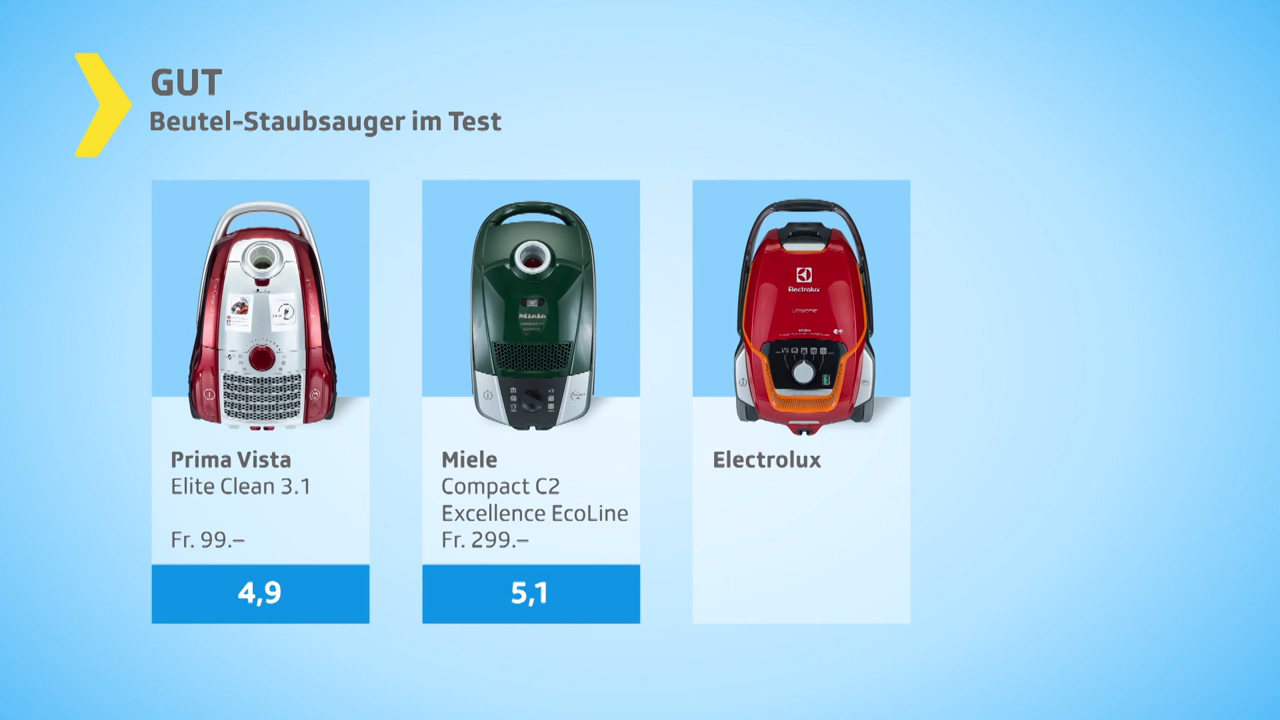 GUT
Beutel-Staubsauger im Test
Electrolux
Miele
Prima Vista
Elite Clean 3.1
Fr. 99.–
4,9
Miele
Compact C2
Excellence EcoLine
Fr. 299.–
5,1
Electrolux